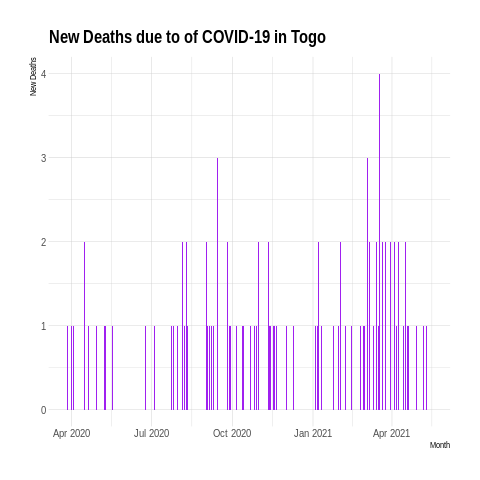 New Deaths due to of COVID-19 in Togo
New Deaths
4
3
2
1
0
Apr 2020 Jul 2020 Oct 2020 Jan 2021 Apr 2021
Month